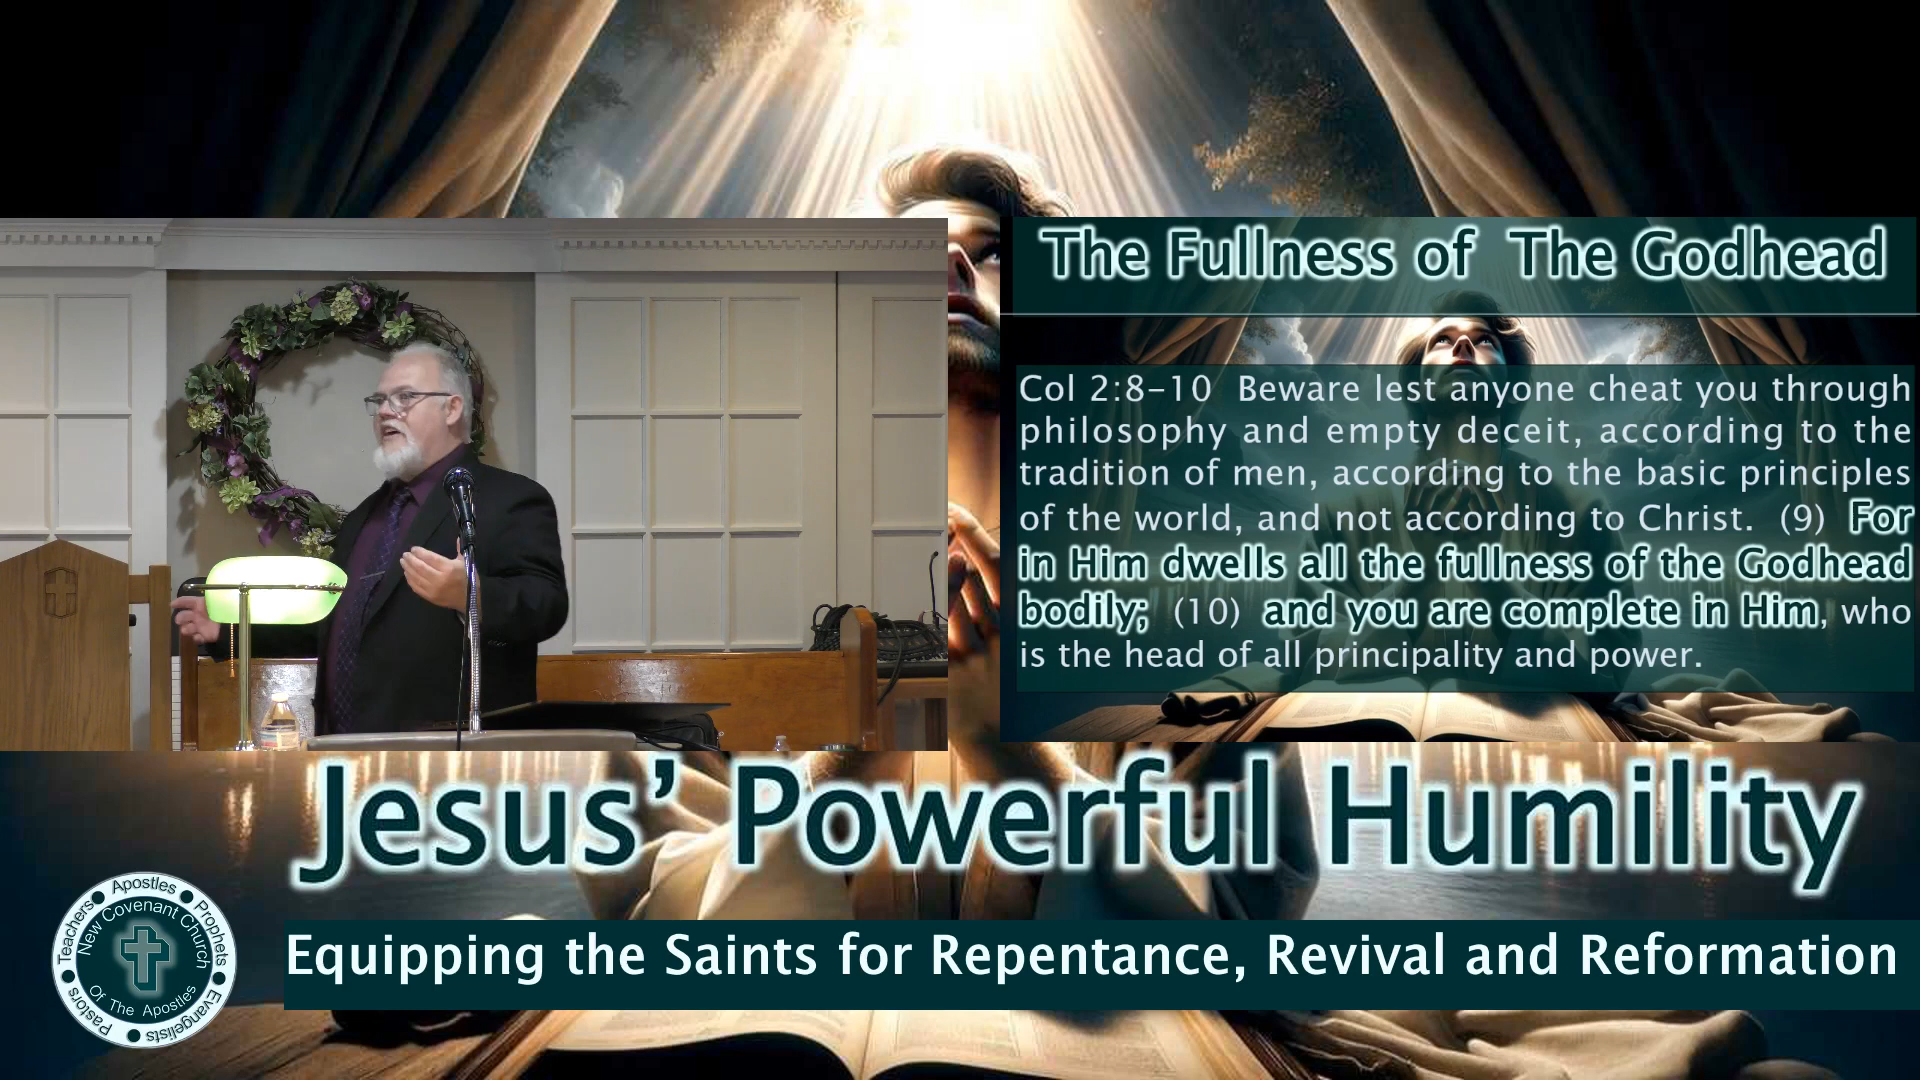 The Fullness of The Godhead
Col 2:8-10 Beware lest anyone cheat you through
philosophy and empty deceit, according to the
tradition of men, according to the basic principles
of the world, and not according to Christ. (9) For
in Him dwells all the fullness of the Godhead
bodily; (10) and you are complete in Him, who
is the head of all principality and power.
Jesus’ Powerful Humility
Equipping the Saints for Repentance, Revival and Reformation
Apostles
Prophets
Evangelists
Pastors
Teachers
New Covenant Church
Of The Apostles